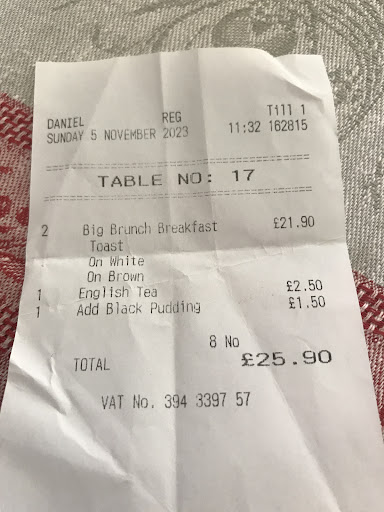 DANIEL REG Till 1
SUNDAY 5 NOVEMBER 2023 11:32 162815
TABLE NO: 17
2 Big Brunch Breakfast £21.90
Toast
On White
On Brown
1 English Tea £2.50
1 Add Black Pudding £1.50
8 No
TOTAL £25.90
VAT No. 394 3397 57